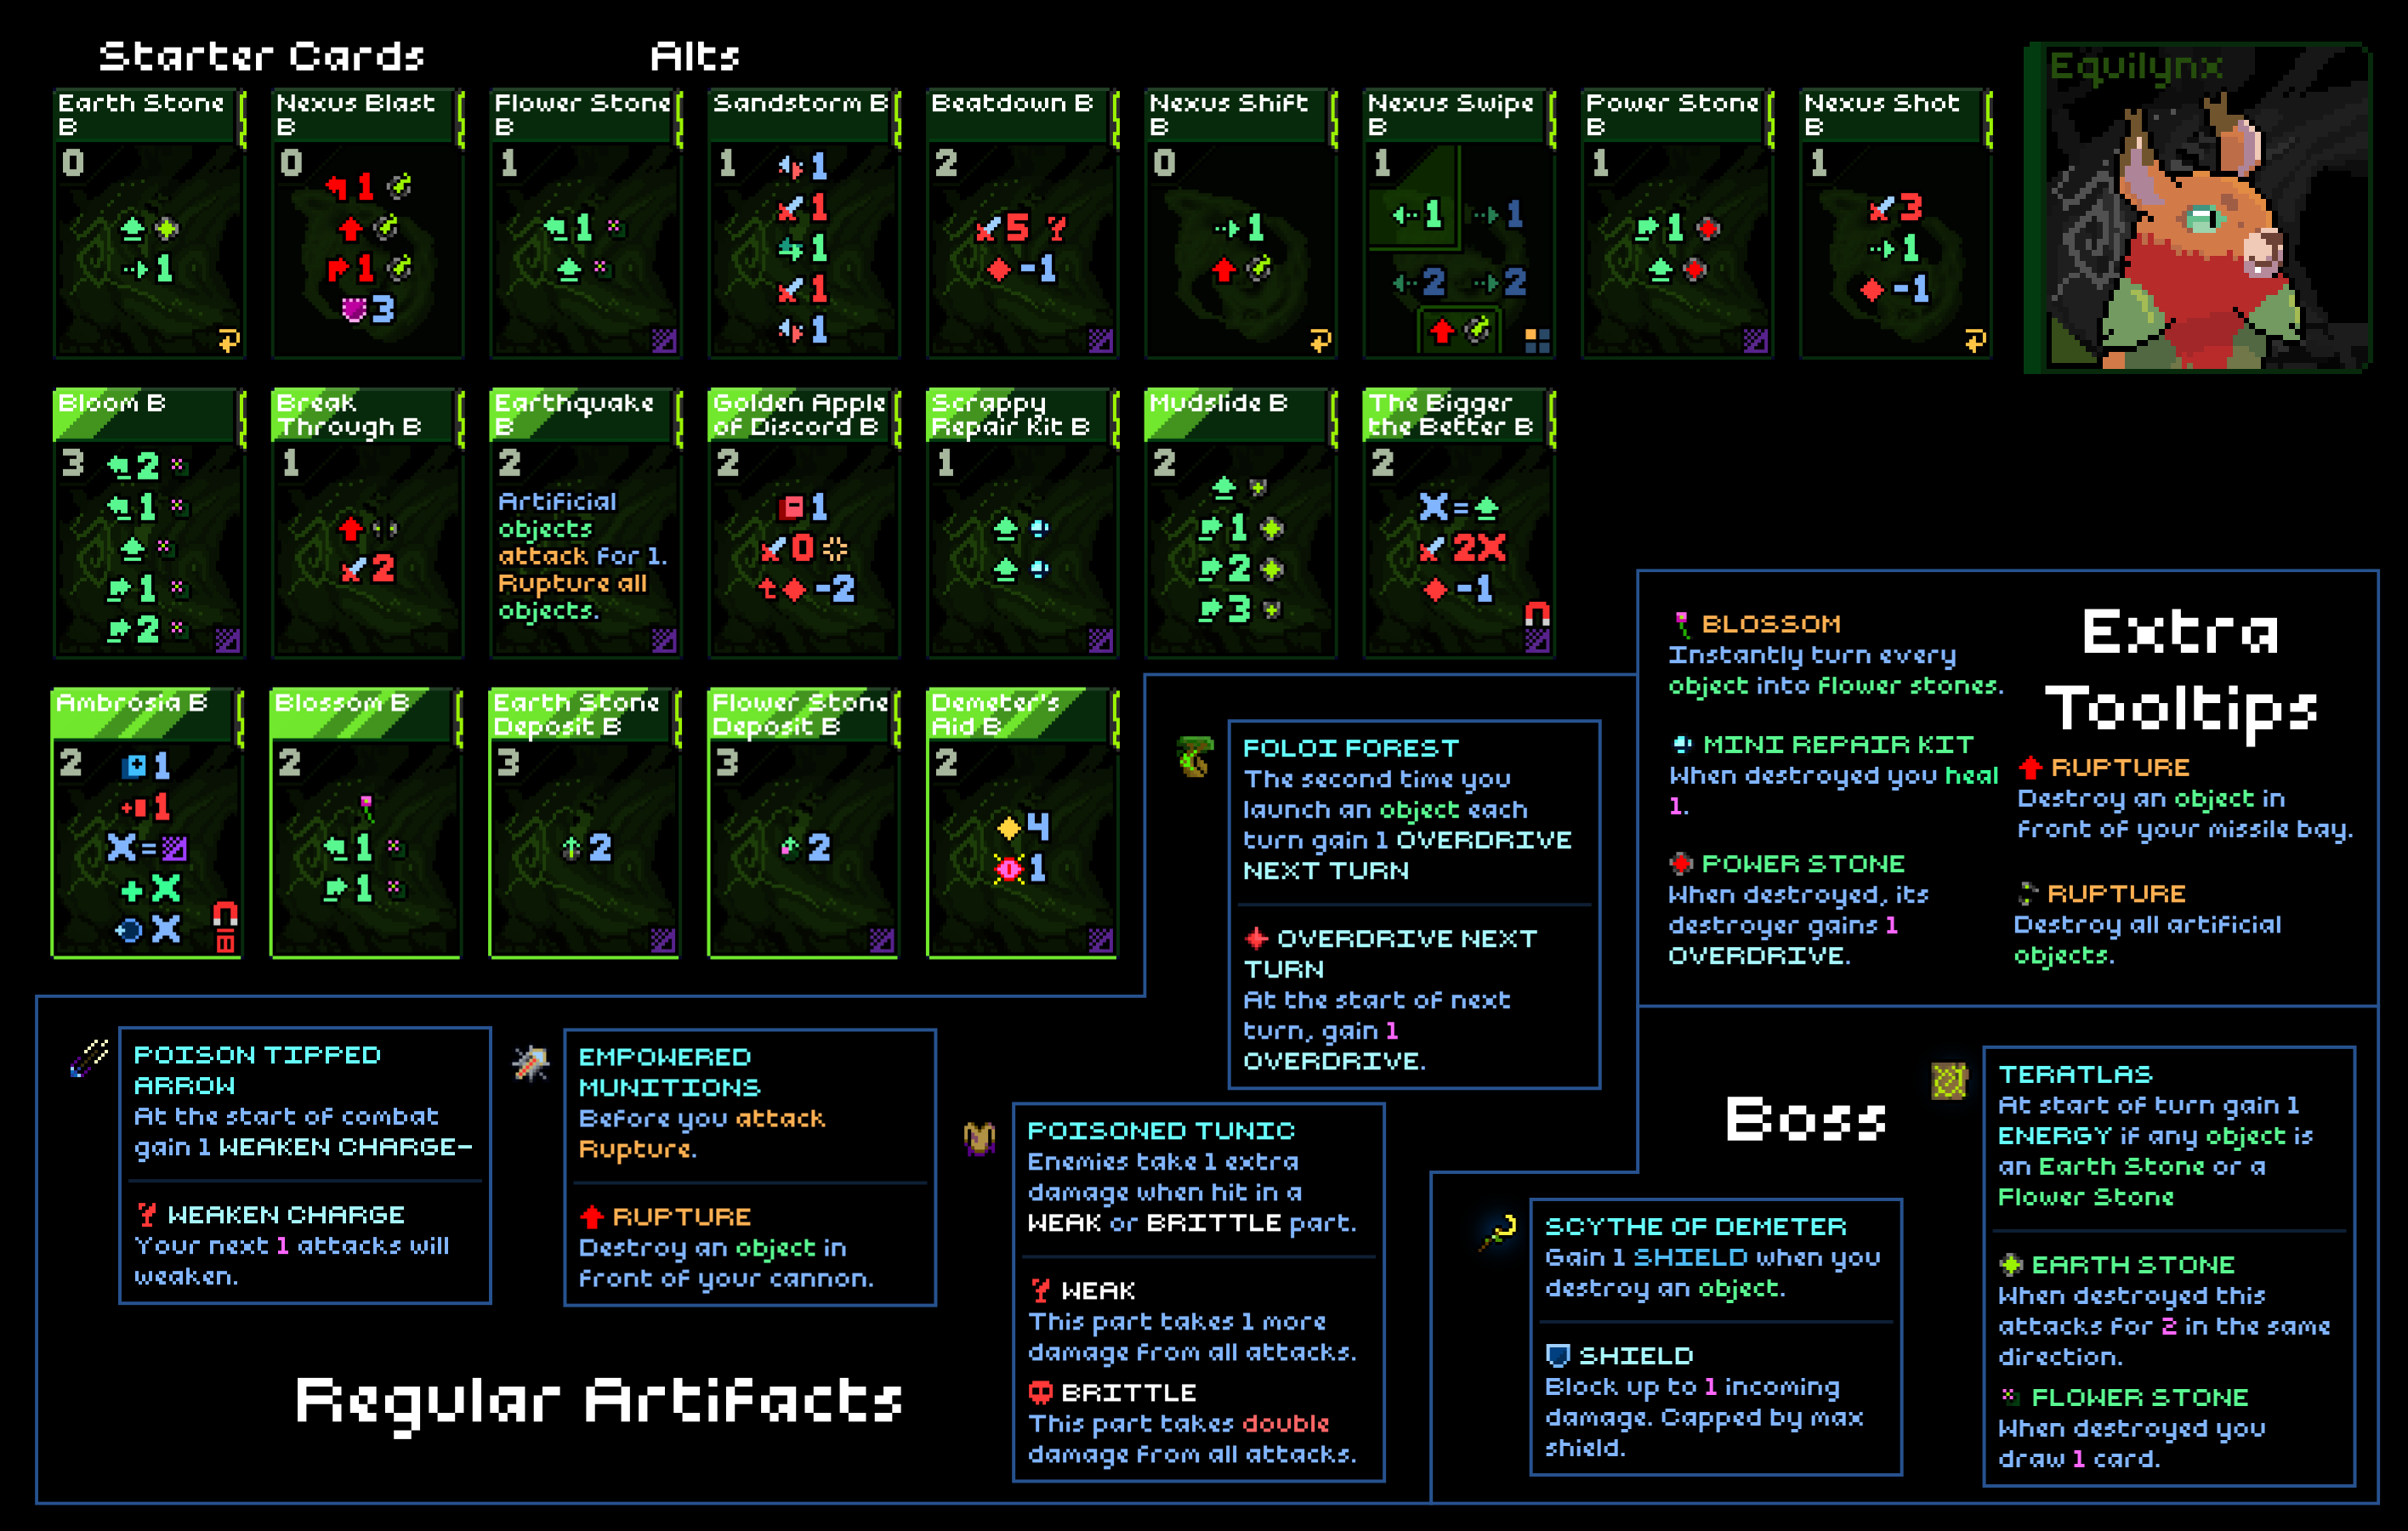 Starter Cards
Alts
Equilynx
Earth Stone
B
0
1
Nexus Blast
B
0
1
1
3
Flower Stone
B
1
1
Sandstorm B
1
1
1
1
1
1
Beatdown B
2
5
-1
Nexus Shift
B
0
1
Nexus Swipe
B
1
1
1
2
2
Power Stone
B
1
1
Nexus Shot
B
1
3
1
-1
Bloom B
3
2
1
1
2
Break
Through B
1
2
Earthquake
B
2
Artificial
objects
attack for 1.
Rupture all
objects.
Golden Apple
of Discord B
2
1
0
t -2
Scrappy
Repair Kit B
1
Mudslide B
2
1
2
3
The Bigger
the Better B
2
X=
2X
-1
Ambrosia B
2
1
+ 1
X=
+ X
X
Blossom B
2
1
1
Earth Stone
Deposit B
3
2
Flower Stone
Deposit B
3
2
Demeter's
Aid B
2
4
1
Extra
Tooltips
BLOSSOM
Instantly turn every
object into flower stones.
MINI REPAIR KIT
When destroyed you heal
1.
POWER STONE
When destroyed, its
destroyer gains 1
OVERDRIVE.
RUPTURE
Destroy an object in
front of your missile bay.
RUPTURE
Destroy all artificial
objects.
FOLOI FOREST
The second time you
launch an object each
turn gain 1 OVERDRIVE
NEXT TURN
OVERDRIVE NEXT
TURN
At the start of next
turn, gain 1
OVERDRIVE.
POISON TIPPED
ARROW
At the start of combat
gain 1 WEAKEN CHARGE-
WEAKEN CHARGE
Your next 1 attacks will
weaken.
EMPOWERED
MUNITIONS
Before you attack
Rupture.
RUPTURE
Destroy an object in
front of your cannon.
POISONED TUNIC
Enemies take 1 extra
damage when hit in a
WEAK or BRITTLE part.
WEAK
This part takes 1 more
damage from all attacks.
BRITTLE
This part takes double
damage from all attacks.
Regular Artifacts
Boss
SCYTHE OF DEMETER
Gain 1 SHIELD when you
destroy an object.
SHIELD
Block up to 1 incoming
damage. Capped by max
shield.
TERATLAS
At start of turn gain 1
ENERGY if any object is
an Earth Stone or a
Flower Stone
EARTH STONE
When destroyed this
attacks for 2 in the same
direction.
FLOWER STONE
When destroyed you
draw 1 card.